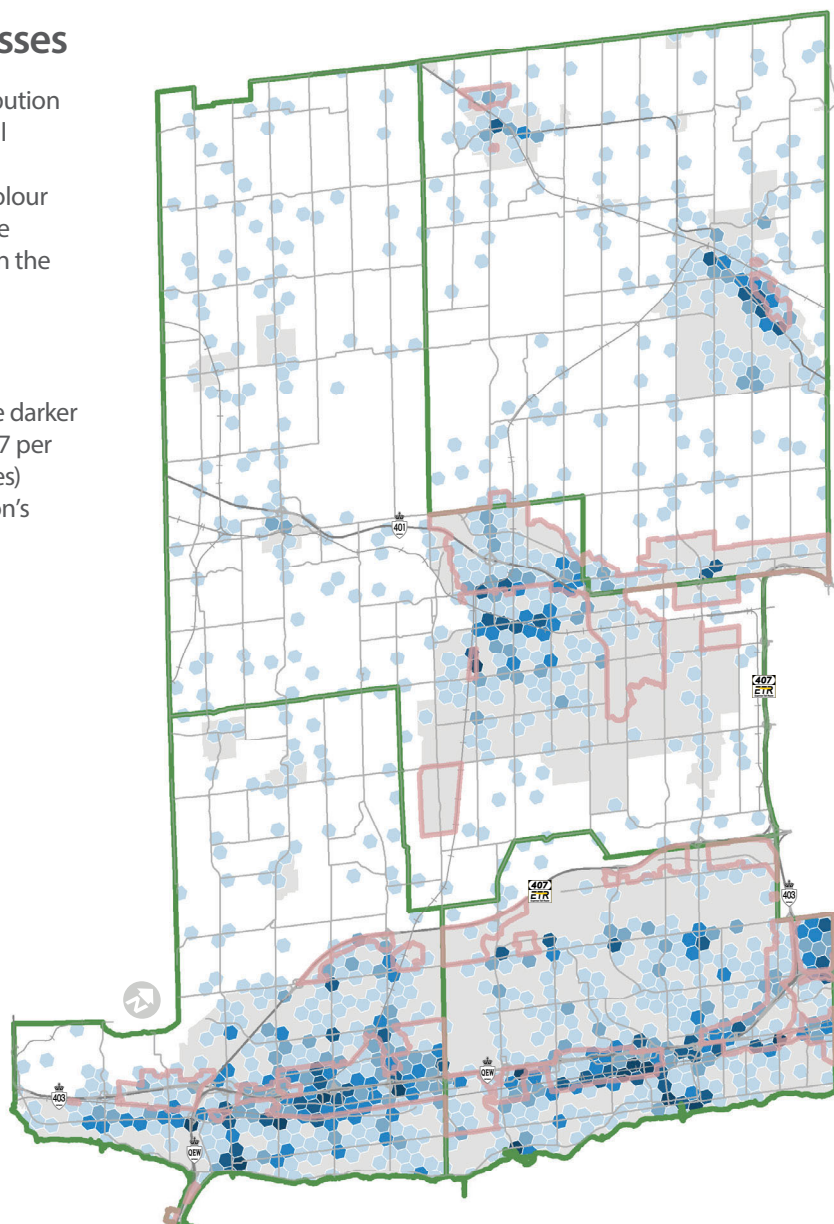 sses
bution
l
olour
e
n the
e darker
7 per
es)
on's
401
407
ETR
407
ETR
403
QEW
403
QEW
N